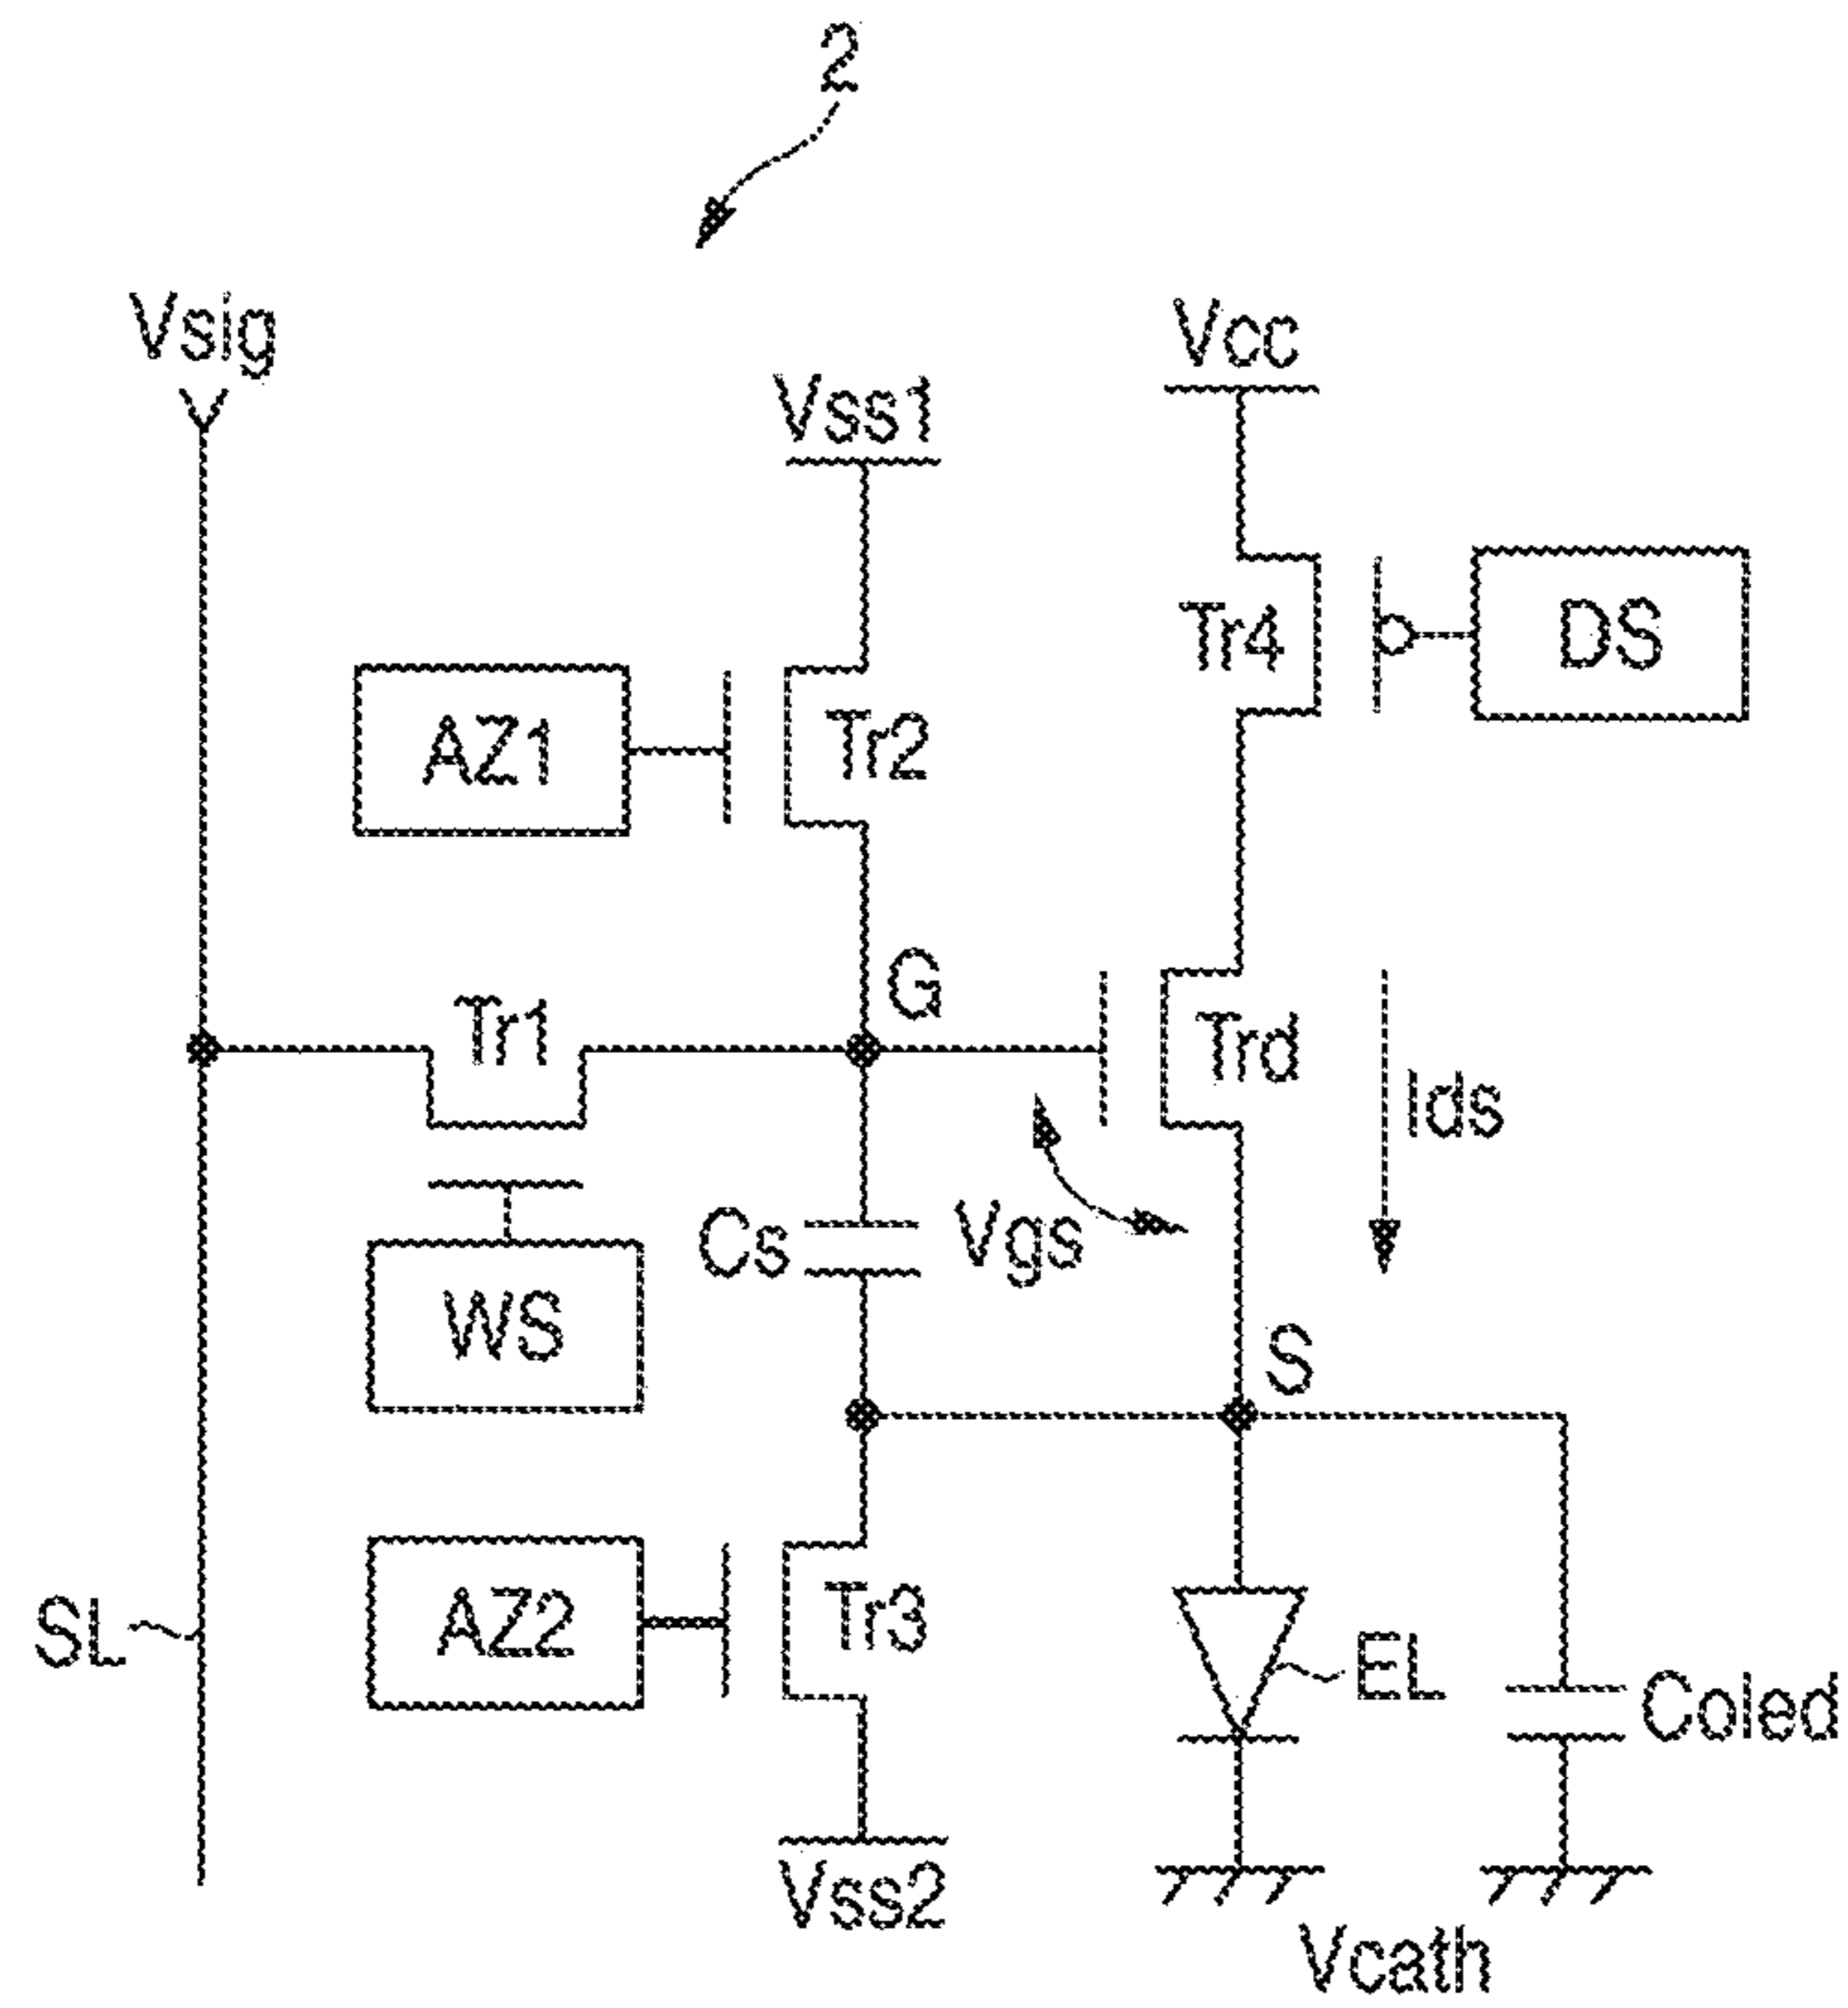 2
Vsig
Vcc
Vss1
Tr4
DS
AZ1
Tr2
G
Tr1
Trd
Ids
Cs
Vgs
WS
S
SL
AZ2
Tr3
EL
Coled
Vss2
Vcath